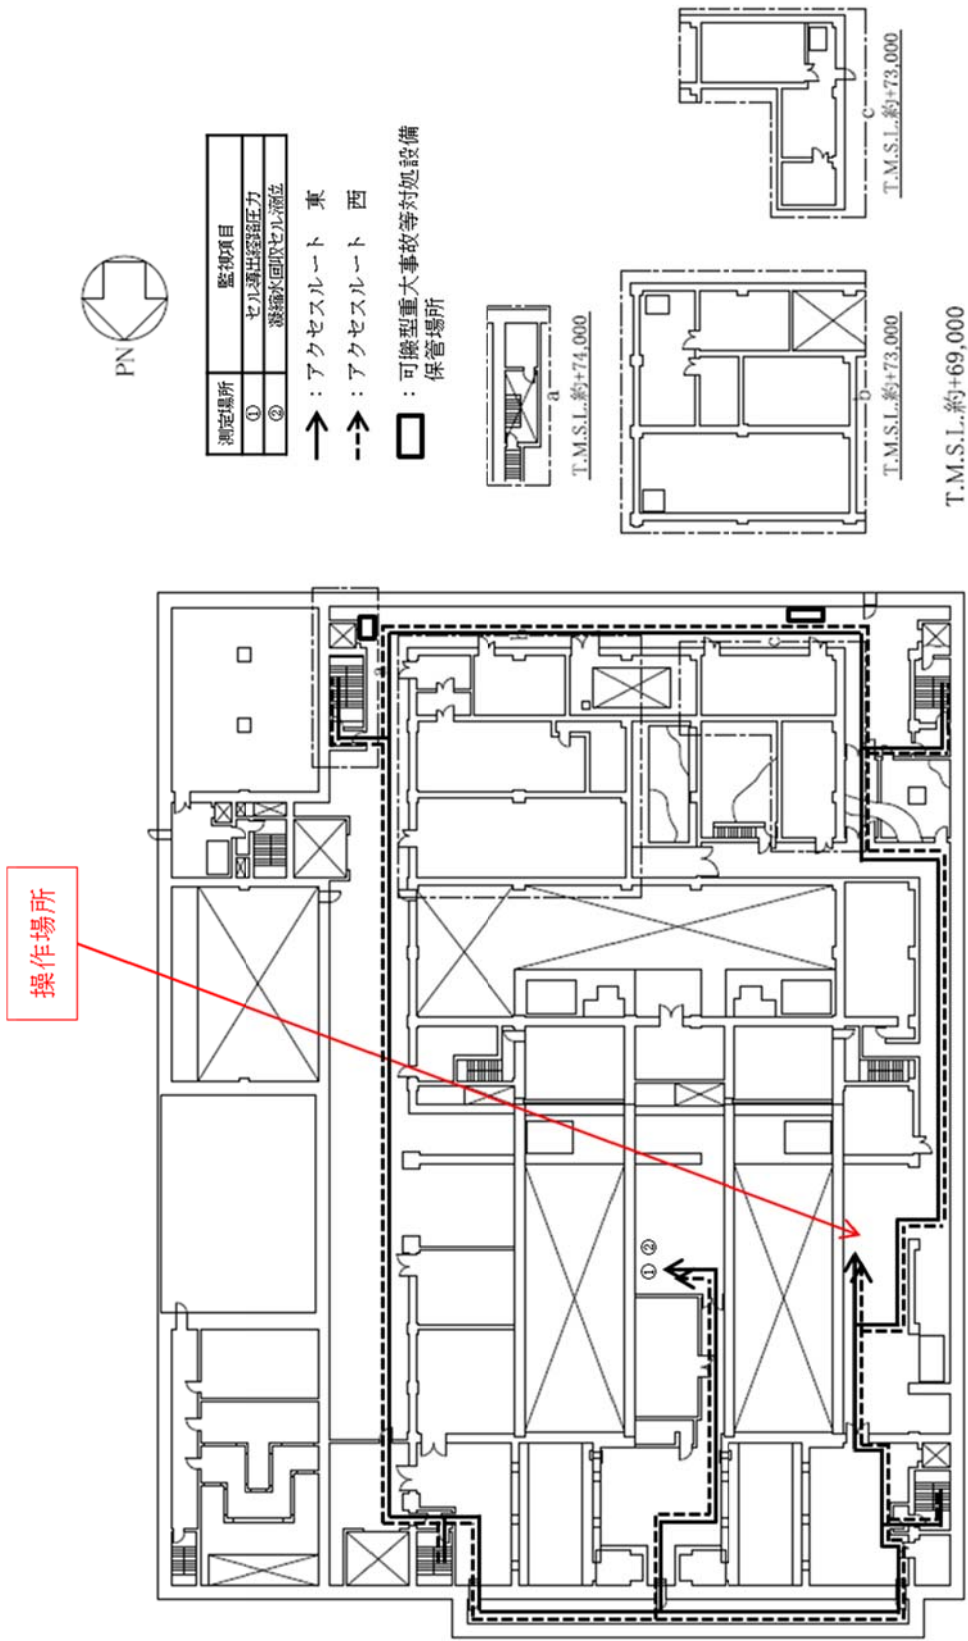 操作場所
PN
測定場所 監視項目
① セル導出経路圧力
② 凝縮水回収セル液位
：アクセスルート 東
：アクセスルート 西
：可搬型重大事故等対処設備
保管場所
a
T.M.S.L.約+74,000
b
T.M.S.L.約+73,000
c
T.M.S.L.約+73,000
T.M.S.L.約+69,000
a
b
c
① ②